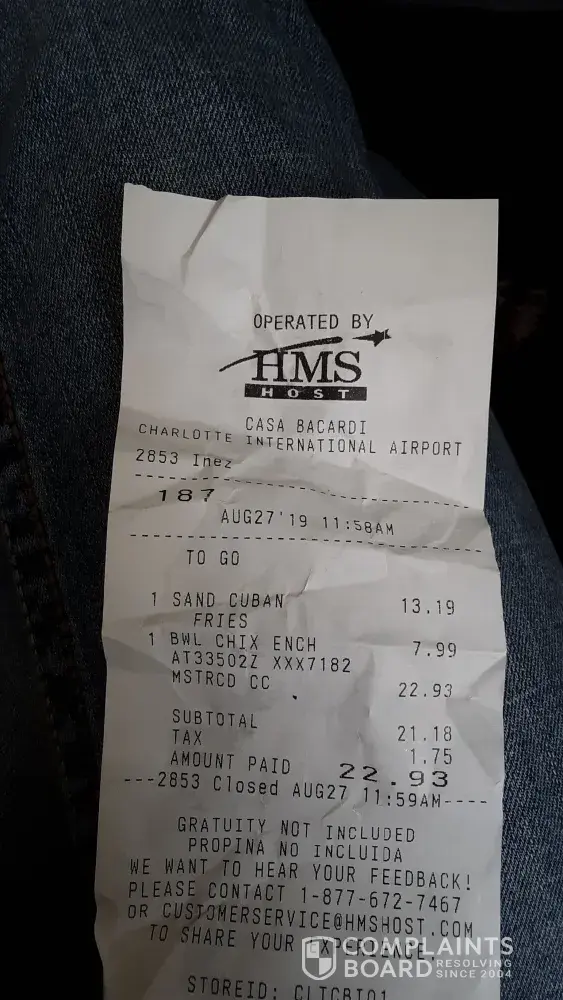 OPERATED BY
HMS
HOST
CASA BACARDI
CHARLOTTE INTERNATIONAL AIRPORT
2853 Inez
187
AUG27'19 11:58AM
TO GO
1 SAND CUBAN 13.19
FRIES
1 BWL CHIX ENCH 7.99
AT33502Z XXX7182
MSTRCD CC 22.93
SUBTOTAL 21.18
TAX 1.75
AMOUNT PAID 22.93
---2853 Closed AUG27 11:59AM----
GRATUITY NOT INCLUDED
PROPINA NO INCLUIDA
WE WANT TO HEAR YOUR FEEDBACK!
PLEASE CONTACT 1-877-672-7467
OR CUSTOMERSERVICE@HMSHOST.COM
TO SHARE YOUR EXPERIENCE.
STOREID: CLTCBI01
COMPLAINTS
BOARD RESOLVING
SINCE 2004